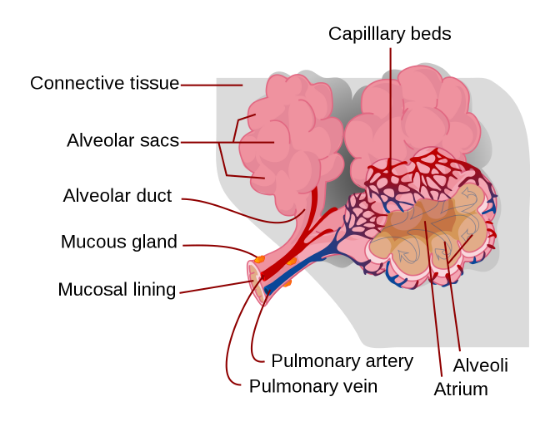 Capilllary beds
Connective tissue
Alveolar sacs
Alveolar duct
Mucous gland
Mucosal lining
Pulmonary artery
Alveoli
Pulmonary vein
Atrium